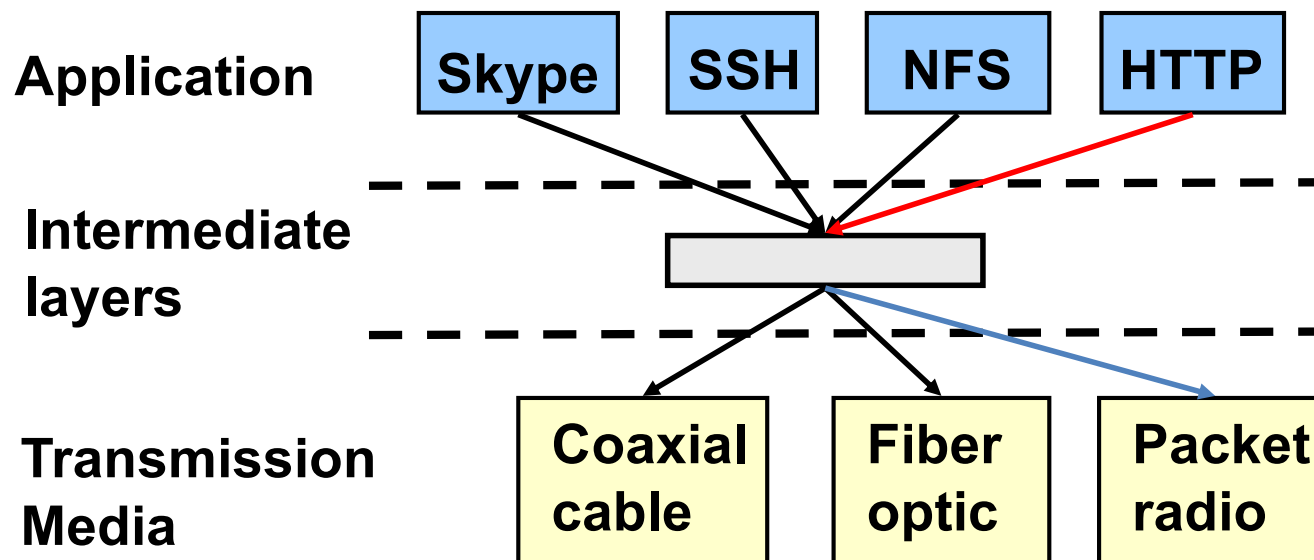 Application
Skype
SSH
NFS
HTTP
Intermediate
layers
Transmission
Media
Coaxial
cable
Fiber
optic
Packet
radio